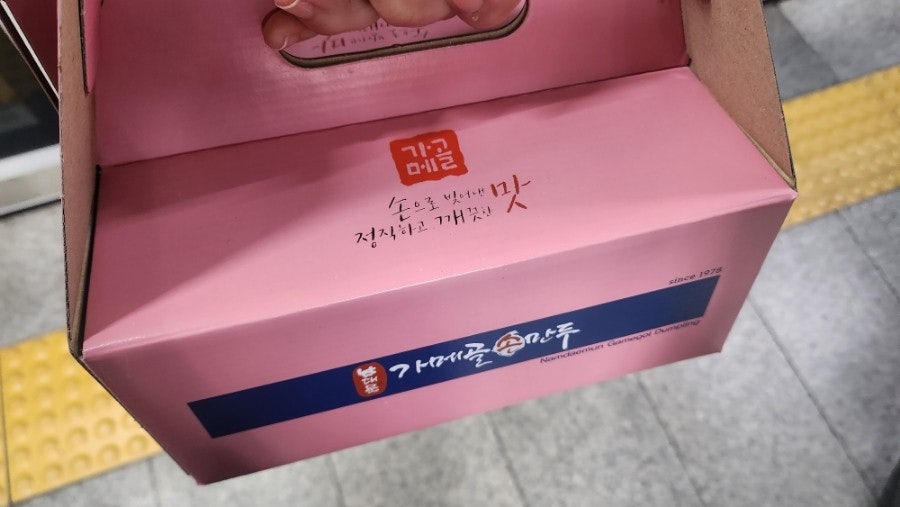 가
메골
손으로 빚어낸 맛
정직하고 깨끗한
since 1978
남대문 가메골 손만두
Namdaemun Gamegol Dumpling